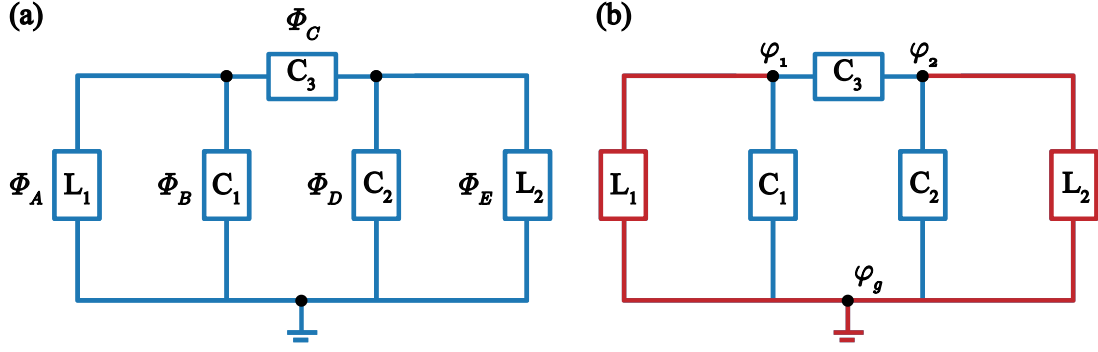 (a)
Φ_C
C₃
Φ_A L₁ Φ_B C₁ Φ_D C₂ Φ_E L₂
(b)
φ₁ C₃ φ₂
L₁ C₁ C₂ L₂
φ_g